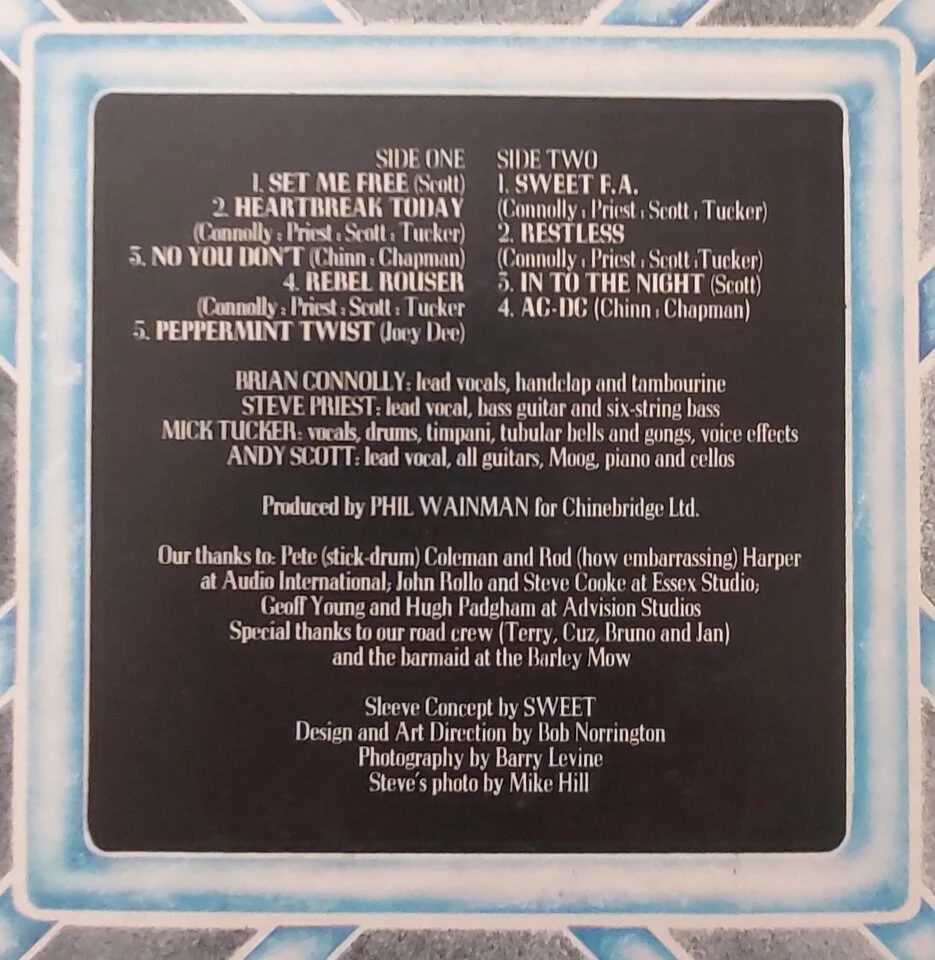 SIDE ONE
1. SET ME FREE (Scott)
2. HEARTBREAK TODAY
(Connolly : Priest : Scott : Tucker)
3. NO YOU DON'T (Chinn : Chapman)
4. REBEL ROUSER
(Connolly : Priest : Scott : Tucker
5. PEPPERMINT TWIST (Joey Dee)
SIDE TWO
1. SWEET F.A.
(Connolly : Priest : Scott : Tucker)
2. RESTLESS
(Connolly : Priest : Scott : Tucker)
3. IN TO THE NIGHT (Scott)
4. AC-DC (Chinn : Chapman)
BRIAN CONNOLLY: lead vocals, handclap and tambourine
STEVE PRIEST: lead vocal, bass guitar and six-string bass
MICK TUCKER: vocals, drums, timpani, tubular bells and gongs, voice effects
ANDY SCOTT: lead vocal, all guitars, Moog, piano and cellos
Produced by PHIL WAINMAN for Chinebridge Ltd.
Our thanks to: Pete (stick-drum) Coleman and Rod (how embarrassing) Harper
at Audio International; John Rollo and Steve Cooke at Essex Studio;
Geoff Young and Hugh Padgham at Advision Studios
Special thanks to our road crew (Terry, Cuz, Bruno and Jan)
and the barmaid at the Barley Mow
Sleeve Concept by SWEET
Design and Art Direction by Bob Norrington
Photography by Barry Levine
Steve's photo by Mike Hill